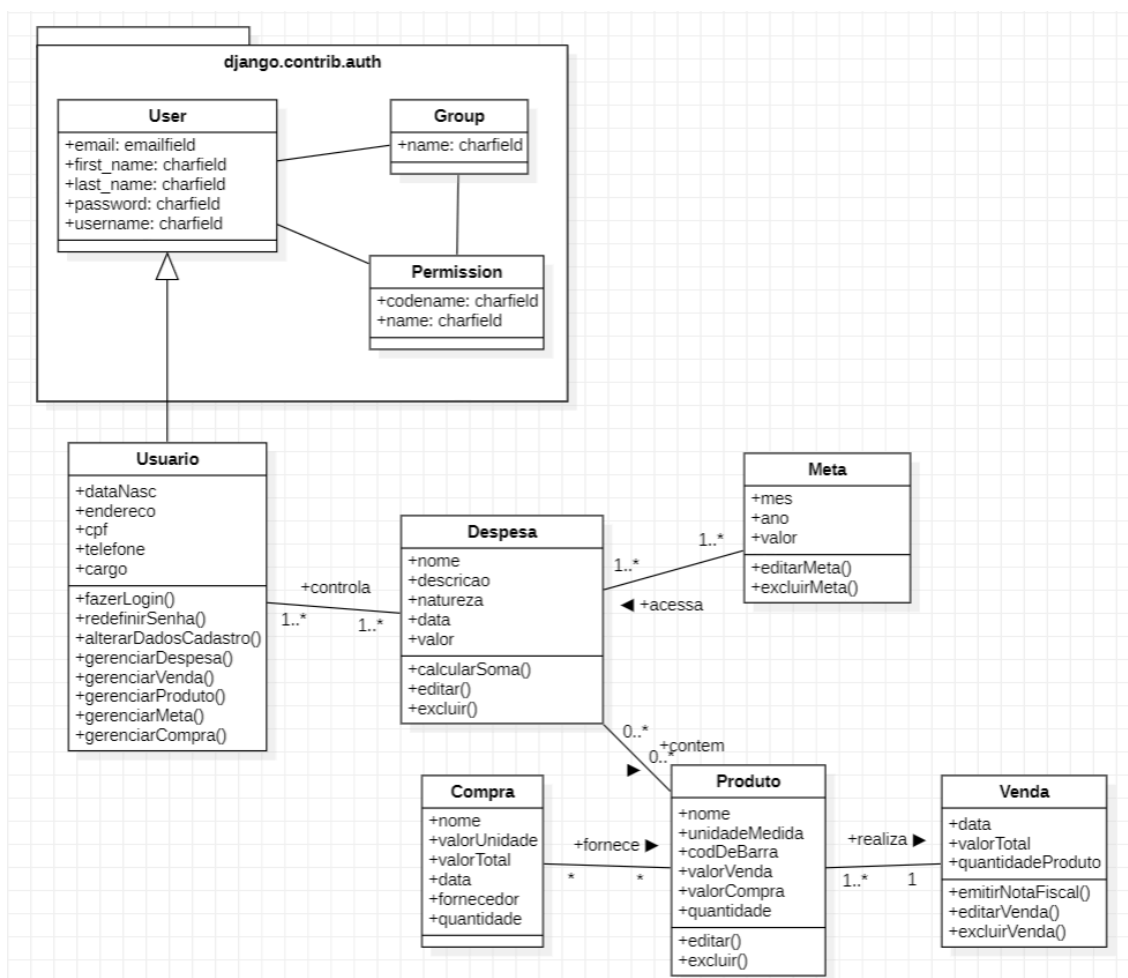 django.contrib.auth
User
+email: emailfield
+first_name: charfield
+last_name: charfield
+password: charfield
+username: charfield
Group
+name: charfield
Permission
+codename: charfield
+name: charfield
Usuario
+dataNasc
+endereco
+cpf
+telefone
+cargo
+fazerLogin()
+redefinirSenha()
+alterarDadosCadastro()
+gerenciarDespesa()
+gerenciarVenda()
+gerenciarProduto()
+gerenciarMeta()
+gerenciarCompra()
+controla
1..*
1..*
Despesa
+nome
+descricao
+natureza
+data
+valor
+calcularSoma()
+editar()
+excluir()
1..*
1..*
◀ +acessa
Meta
+mes
+ano
+valor
+editarMeta()
+excluirMeta()
0..*
+contem
0..*
▶
Compra
+nome
+valorUnidade
+valorTotal
+data
+fornecedor
+quantidade
+fornece ▶
*
*
Produto
+nome
+unidadeMedida
+codDeBarra
+valorVenda
+valorCompra
+quantidade
+editar()
+excluir()
+realiza ▶
1..*
1
Venda
+data
+valorTotal
+quantidadeProduto
+emitirNotaFiscal()
+editarVenda()
+excluirVenda()